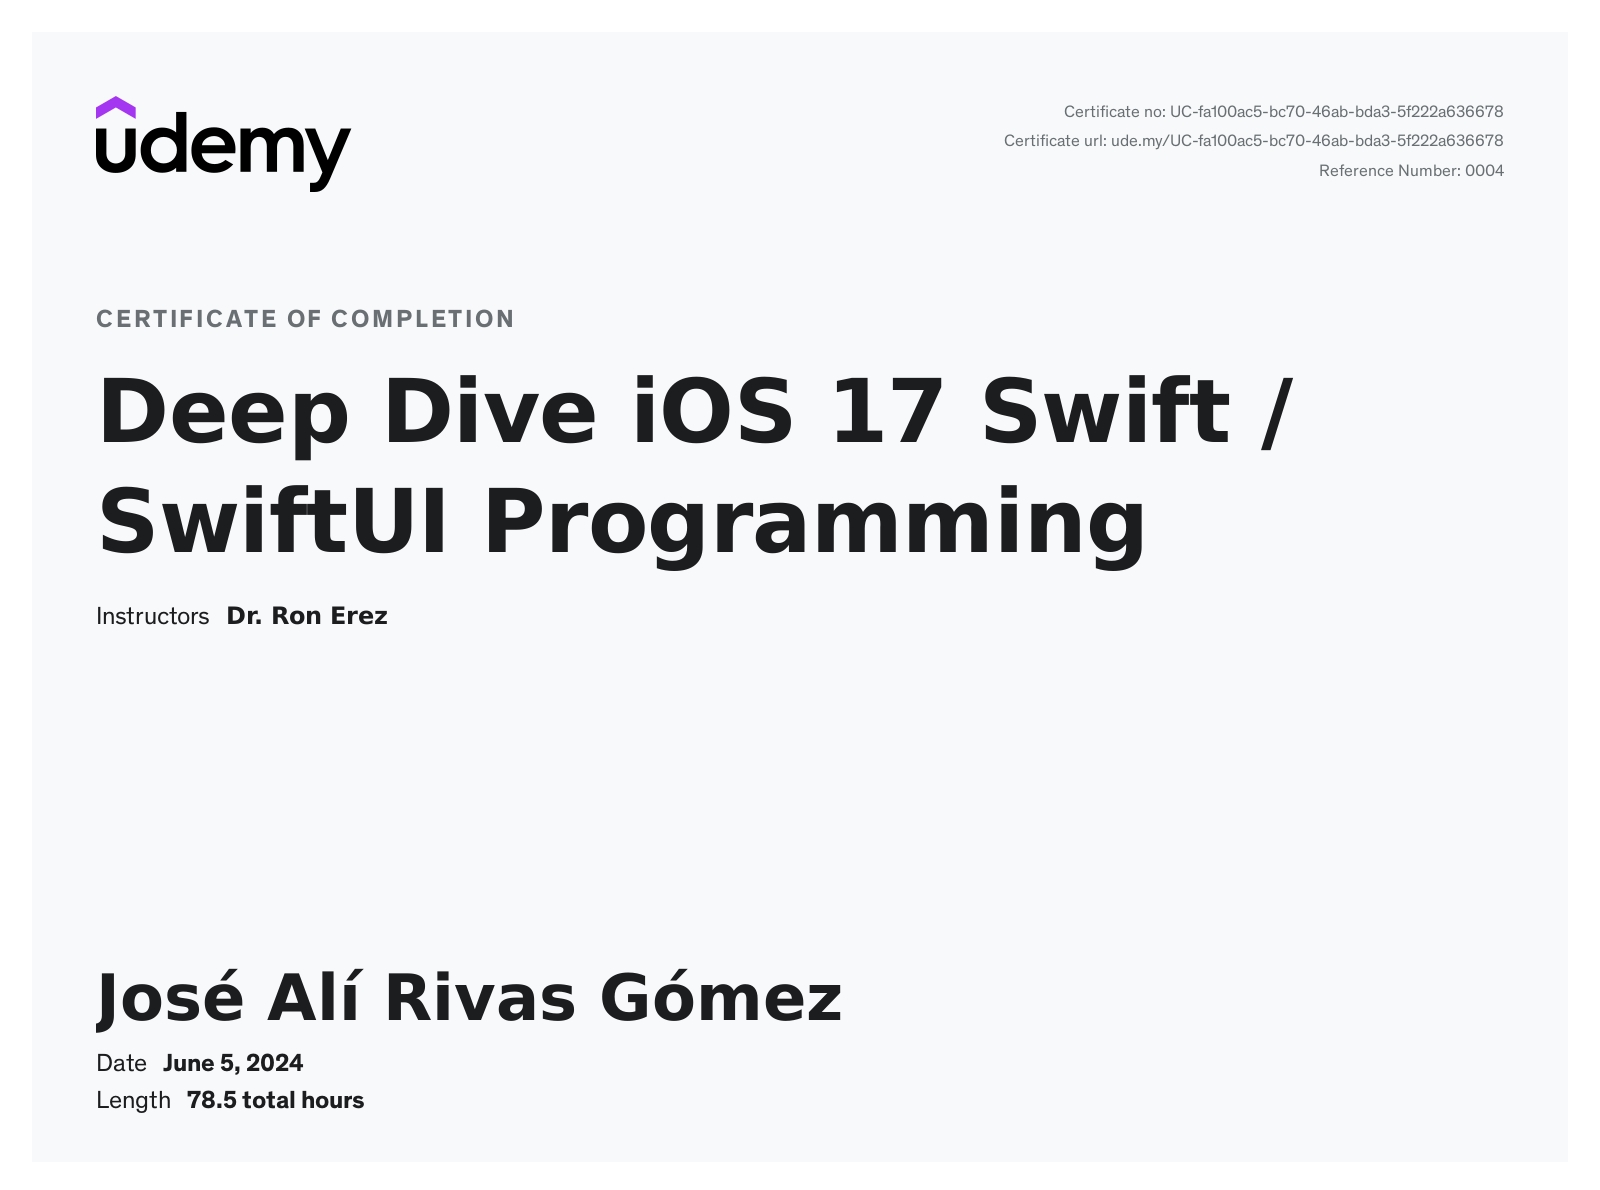 udemy
Certificate no: UC-fa100ac5-bc70-46ab-bda3-5f222a636678
Certificate url: ude.my/UC-fa100ac5-bc70-46ab-bda3-5f222a636678
Reference Number: 0004
CERTIFICATE OF COMPLETION
Deep Dive iOS 17 Swift /
SwiftUI Programming
Instructors Dr. Ron Erez
José Alí Rivas Gómez
Date June 5, 2024
Length 78.5 total hours